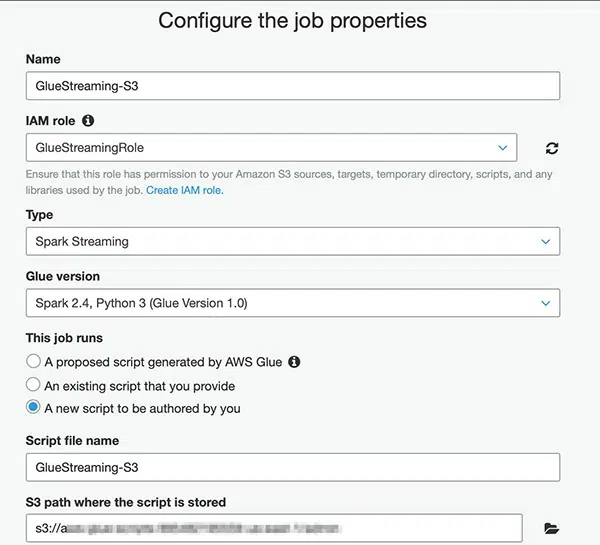 Configure the job properties
Name
GlueStreaming-S3
IAM role
GlueStreamingRole
Ensure that this role has permission to your Amazon S3 sources, targets, temporary directory, scripts, and any
libraries used by the job. Create IAM role.
Type
Spark Streaming
Glue version
Spark 2.4, Python 3 (Glue Version 1.0)
This job runs
A proposed script generated by AWS Glue
An existing script that you provide
A new script to be authored by you
Script file name
GlueStreaming-S3
S3 path where the script is stored
s3://a